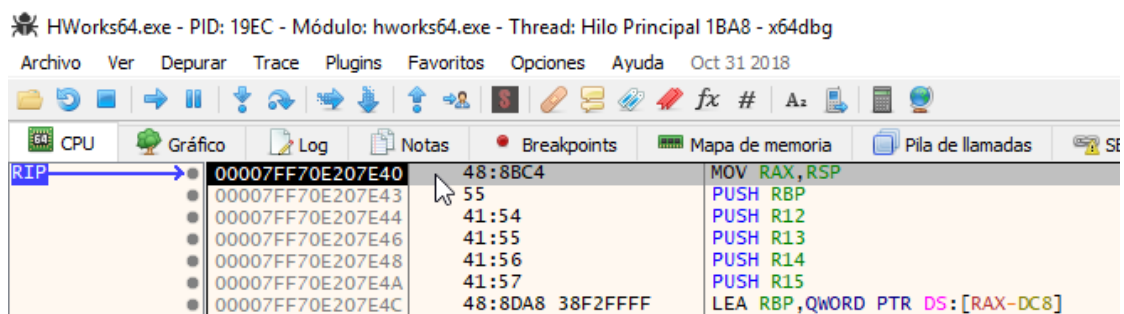 HWorks64.exe - PID: 19EC - Módulo: hworks64.exe - Thread: Hilo Principal 1BA8 - x64dbg
Archivo Ver Depurar Trace Plugins Favoritos Opciones Ayuda Oct 31 2018
S fx # Az
64 CPU Gráfico Log Notas Breakpoints Mapa de memoria Pila de llamadas SE
RIP 00007FF70E207E40 48:8BC4 MOV RAX,RSP
00007FF70E207E43 55 PUSH RBP
00007FF70E207E44 41:54 PUSH R12
00007FF70E207E46 41:55 PUSH R13
00007FF70E207E48 41:56 PUSH R14
00007FF70E207E4A 41:57 PUSH R15
00007FF70E207E4C 48:8DA8 38F2FFFF LEA RBP,QWORD PTR DS:[RAX-DC8]